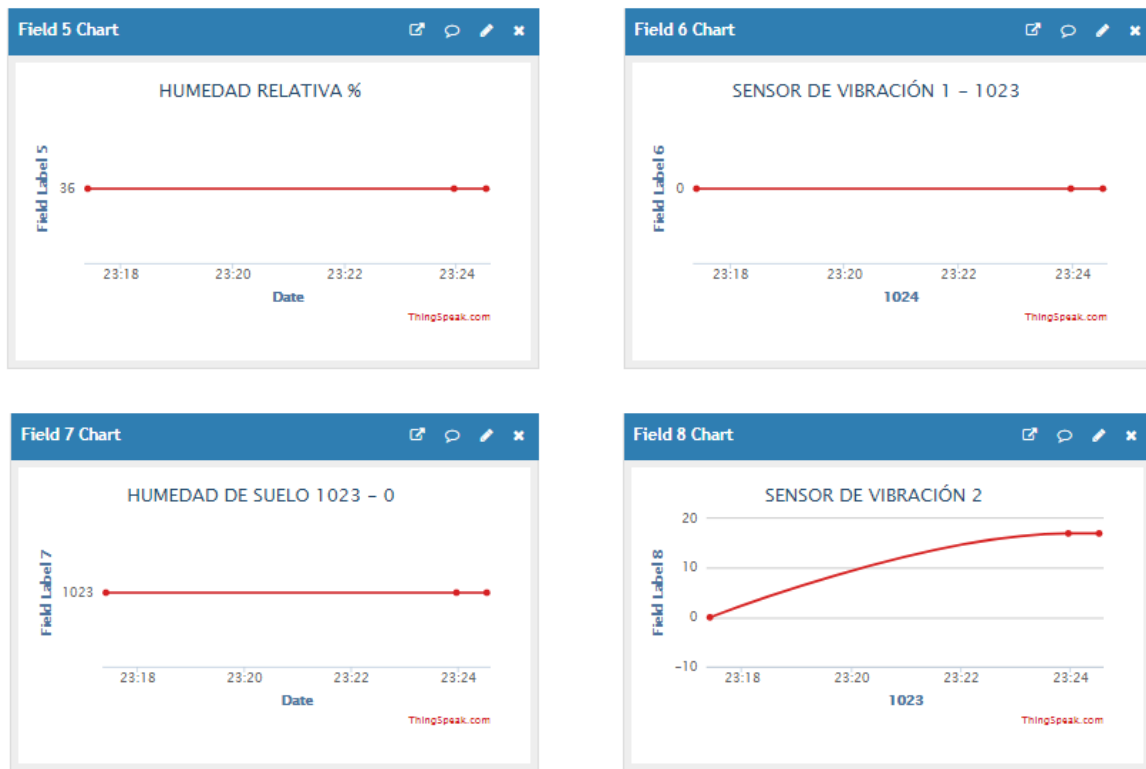 Field 5 Chart
HUMEDAD RELATIVA %
Field Label 5
36
23:18 23:20 23:22 23:24
Date
ThingSpeak.com
Field 6 Chart
SENSOR DE VIBRACIÓN 1 – 1023
Field Label 6
0
23:18 23:20 23:22 23:24
1024
ThingSpeak.com
Field 7 Chart
HUMEDAD DE SUELO 1023 – 0
Field Label 7
1023
23:18 23:20 23:22 23:24
Date
ThingSpeak.com
Field 8 Chart
SENSOR DE VIBRACIÓN 2
Field Label 8
20
10
0
-10
23:18 23:20 23:22 23:24
1023
ThingSpeak.com